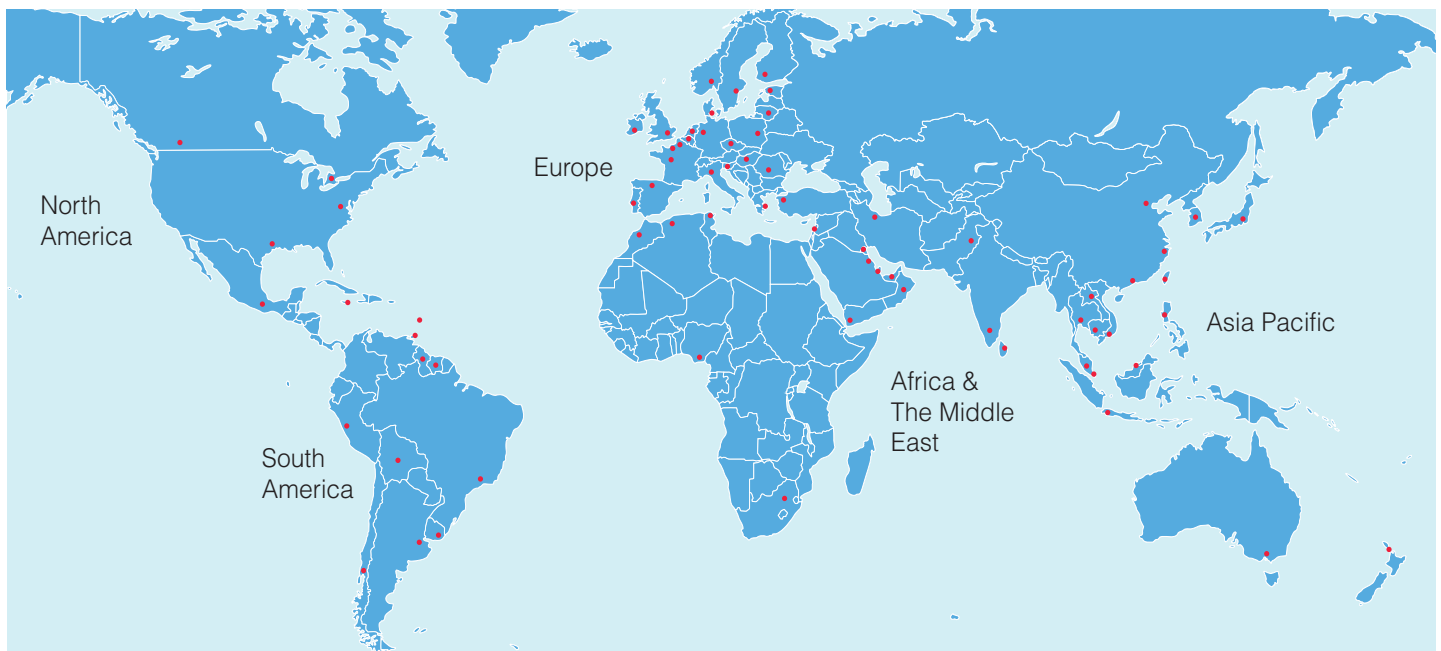 Europe
North
America
Asia Pacific
Africa &
The Middle
East
South
America